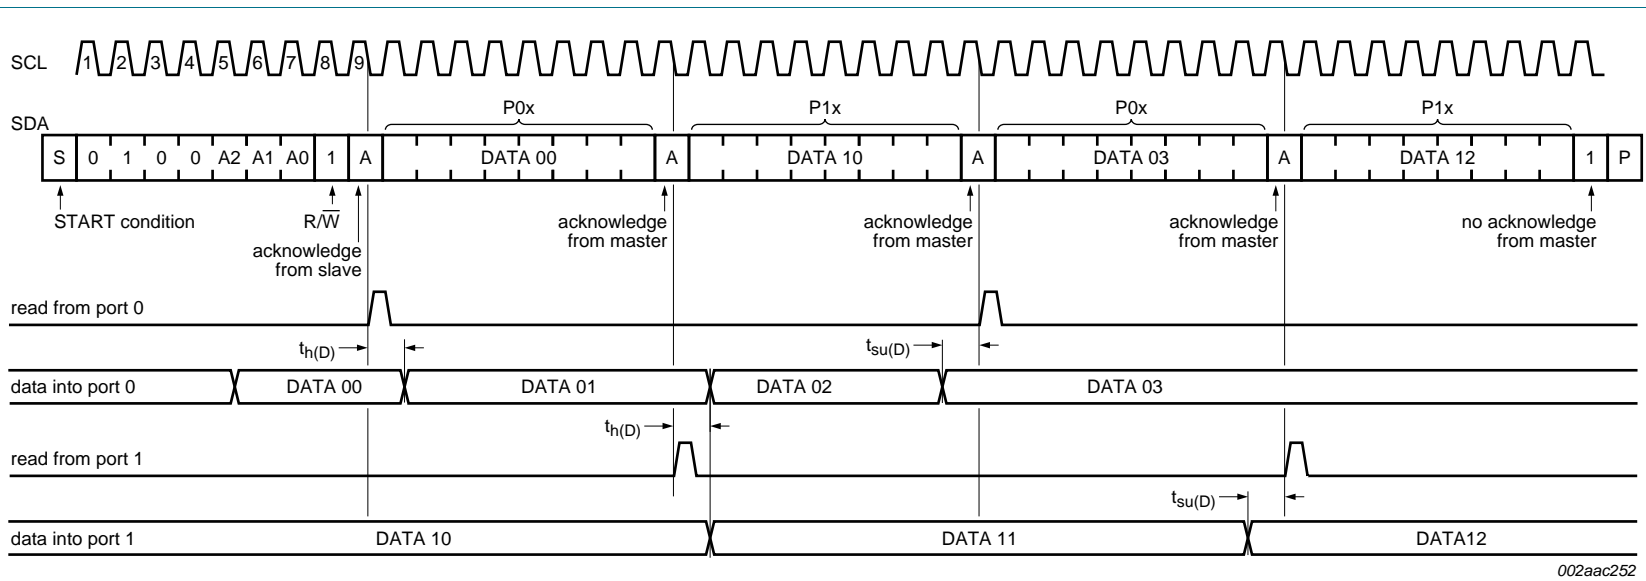 SCL 1 2 3 4 5 6 7 8 9
P0x P1x P0x P1x
SDA
S 0 1 0 0 A2 A1 A0 1 A DATA 00 A DATA 10 A DATA 03 A DATA 12 1 P
START condition R/W̅ acknowledge from master acknowledge from master acknowledge from master no acknowledge from master
acknowledge from slave
read from port 0
th(D) tsu(D)
data into port 0 DATA 00 DATA 01 DATA 02 DATA 03
th(D)
read from port 1
tsu(D)
data into port 1 DATA 10 DATA 11 DATA12
002aac252